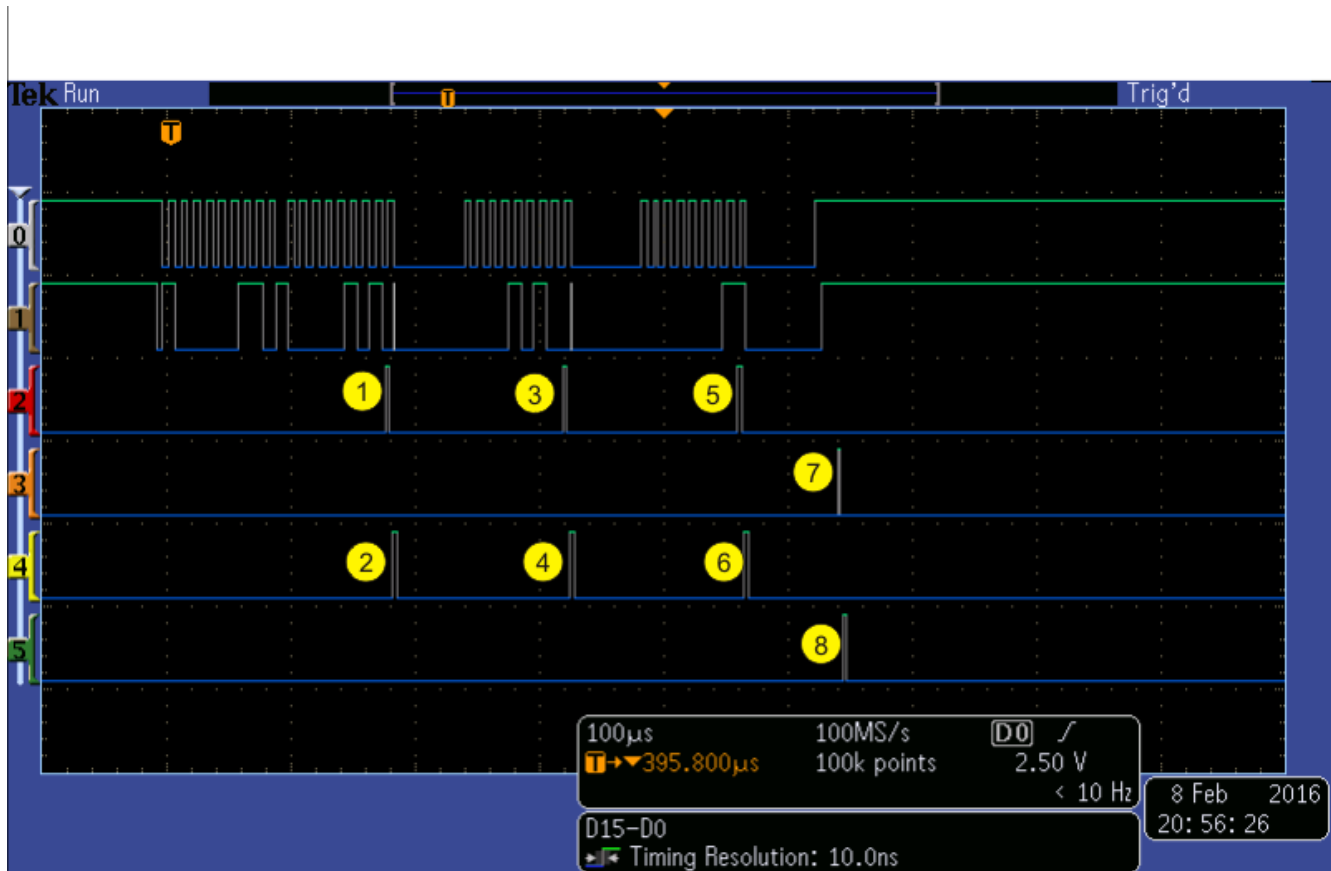 Tek Run Trig'd
T
T
0
1
2
1 3 5
3
7
4
2 4 6
5
8
100µs 100MS/s D0
T→▼395.800µs 100k points 2.50 V
< 10 Hz
D15-D0
Timing Resolution: 10.0ns
8 Feb 2016
20:56:26